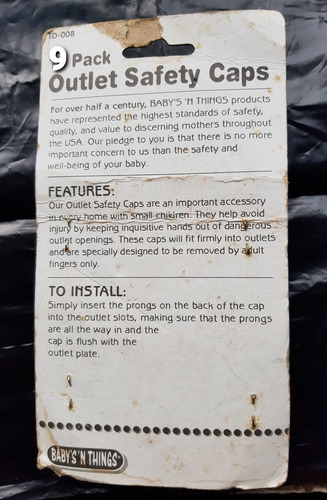 TD-008
9 Pack
Outlet Safety Caps
For over half a century, BABY'S 'N THINGS products
have represented the highest standards of safety,
quality, and value to discerning mothers throughout
the USA. Our pledge to you is that there is no more
important concern to us than the safety and
well-being of your baby.
FEATURES:
Our Outlet Safety Caps are an important accessory
in every home with small children. They help avoid
injury by keeping inquisitive hands out of dangerous
outlet openings. These caps will fit firmly into outlets
and are specially designed to be removed by adult
fingers only.
TO INSTALL:
Simply insert the prongs on the back of the cap
into the outlet slots, making sure that the prongs
are all the way in and the
cap is flush with the
outlet plate.
BABY'S 'N THINGS